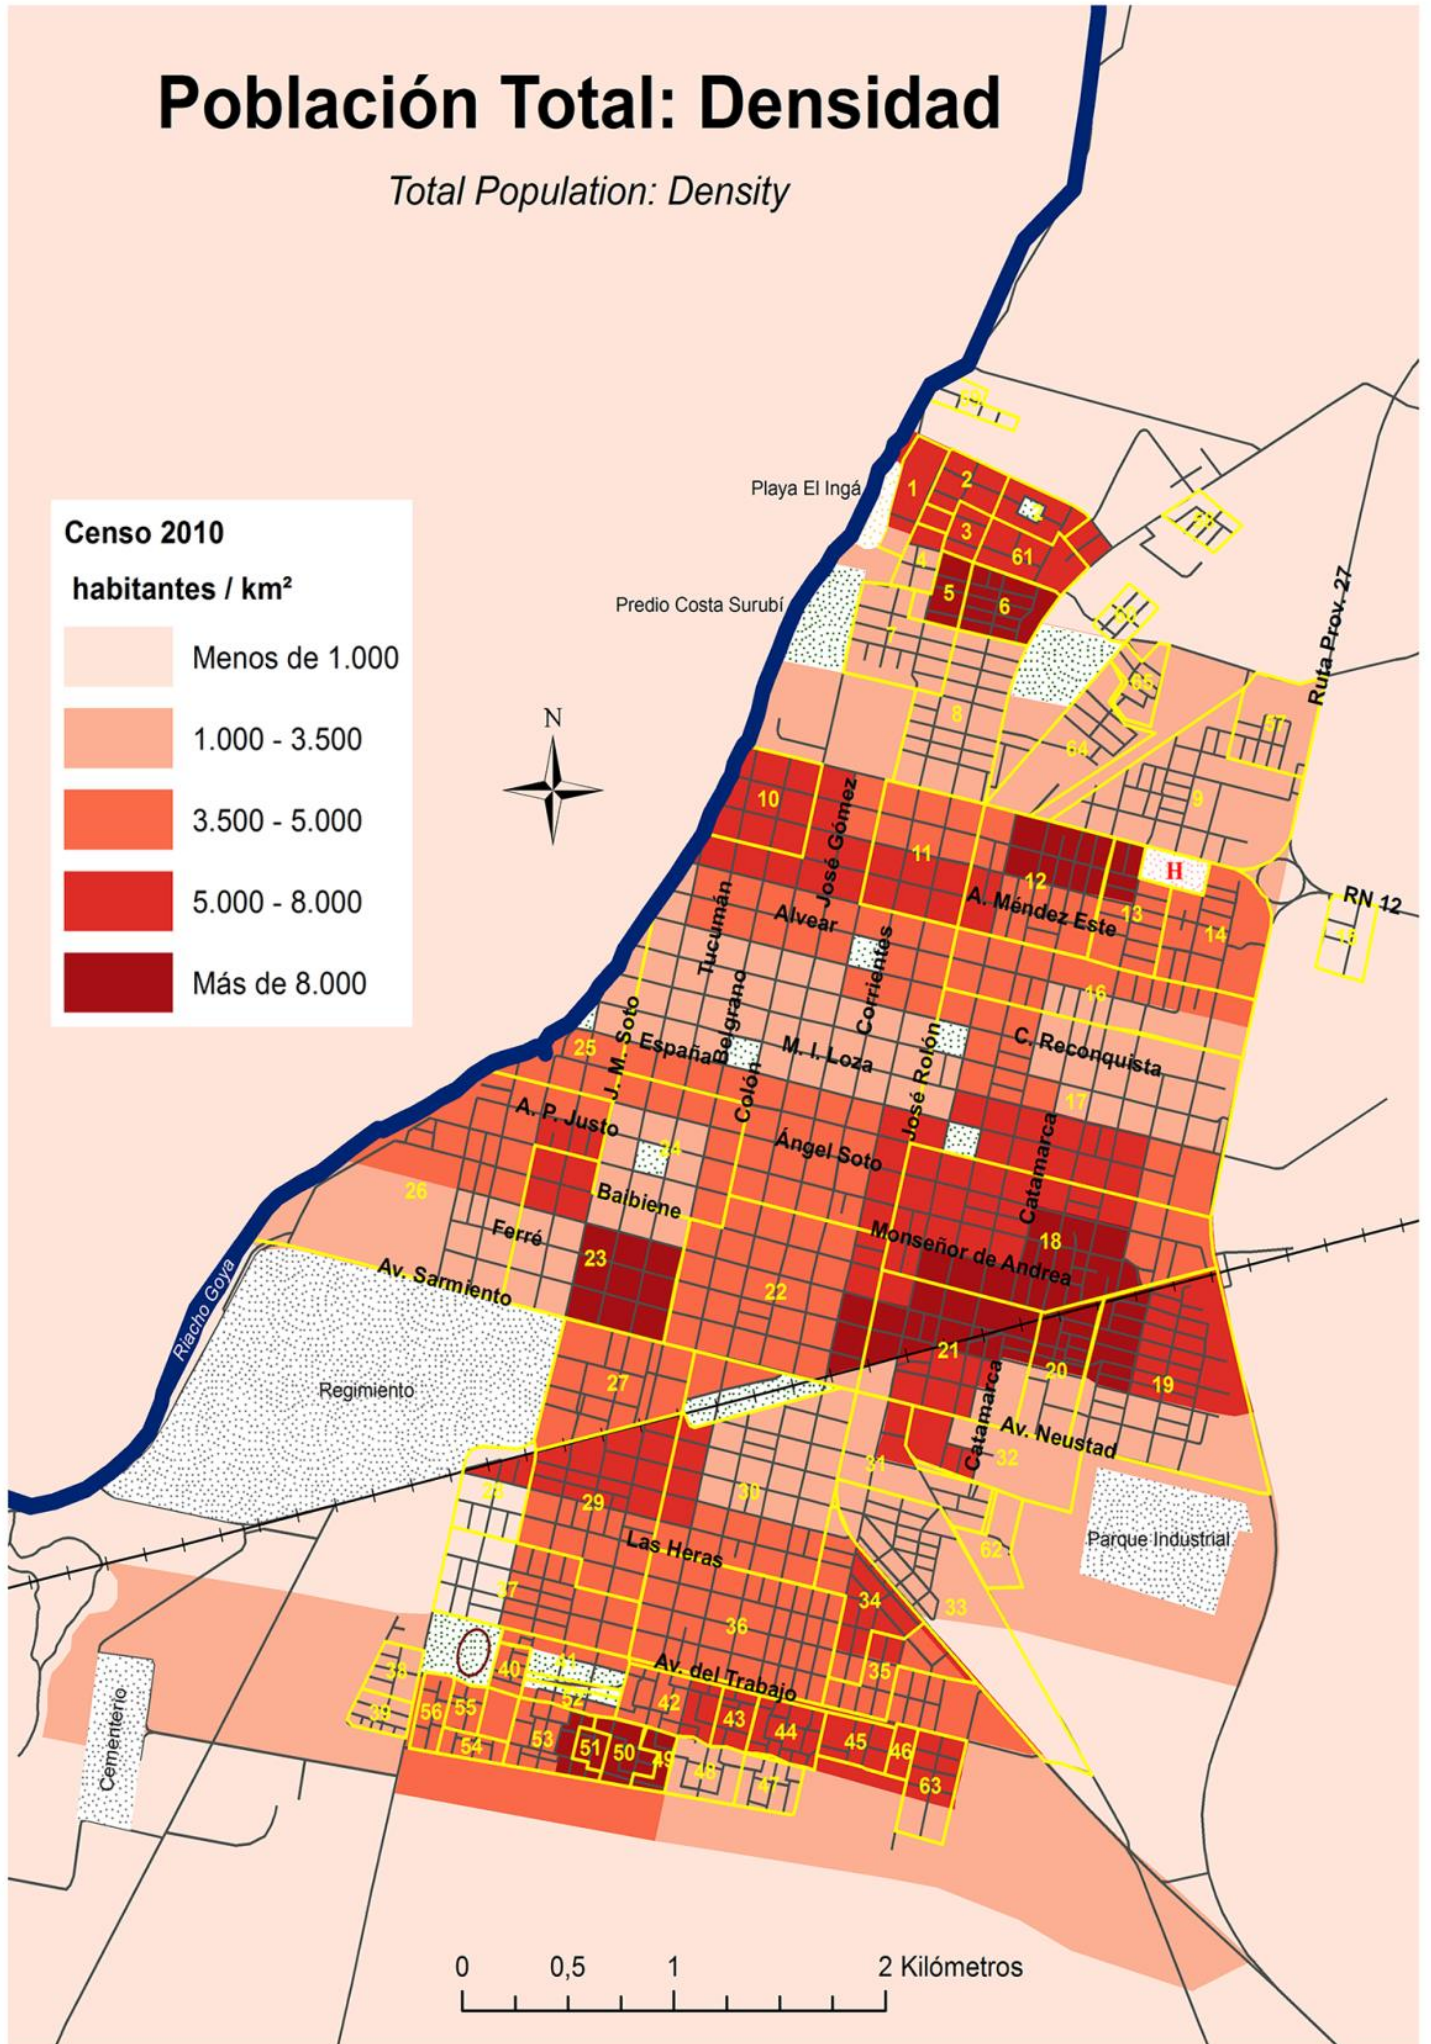 Población Total: Densidad
Total Population: Density
Playa El Ingá
Predio Costa Surubí
Censo 2010
habitantes / km²
Menos de 1.000
1.000 - 3.500
3.500 - 5.000
5.000 - 8.000
Más de 8.000
N
Ruta Prov. 27
RN 12
H
1
2
3
4
61
5
6
7
8
65
64
57
9
10
11
12
13
14
15
16
17
18
19
20
21
22
23
24
25
26
27
29
30
31
32
62
33
34
35
36
37
38
39
40
41
42
43
44
45
46
63
47
48
49
50
51
52
53
54
55
56
José Gómez
Tucumán
Alvear
A. Méndez Este
Corrientes
Belgrano
J. M. Soto
España
M. I. Loza
José Rolón
C. Reconquista
Colón
A. P. Justo
Ángel Soto
Catamarca
Baibiene
Ferré
Monseñor de Andrea
Av. Sarmiento
Riacho Goya
Regimiento
Catamarca
Av. Neustad
Parque Industrial
Las Heras
Av. del Trabajo
Cementerio
0 0,5 1 2 Kilómetros